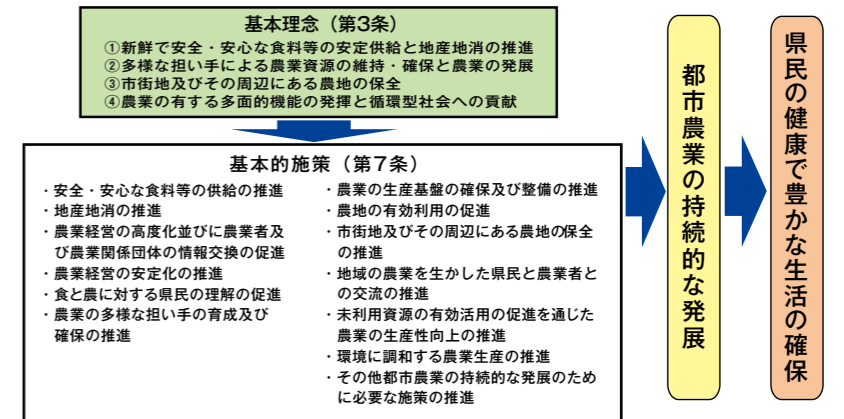 基本理念（第3条）
①新鮮で安全・安心な食料等の安定供給と地産地消の推進
②多様な担い手による農業資源の維持・確保と農業の発展
③市街地及びその周辺にある農地の保全
④農業の有する多面的機能の発揮と循環型社会への貢献
基本的施策（第7条）
・安全・安心な食料等の供給の推進
・地産地消の推進
・農業経営の高度化並びに農業者及
び農業関係団体の情報交換の促進
・農業経営の安定化の推進
・食と農に対する県民の理解の促進
・農業の多様な担い手の育成及び
確保の推進
・農業の生産基盤の確保及び整備の推進
・農地の有効利用の促進
・市街地及びその周辺にある農地の保全
の推進
・地域の農業を生かした県民と農業者と
の交流の推進
・未利用資源の有効活用の促進を通じた
農業の生産性向上の推進
・環境に調和する農業生産の推進
・その他都市農業の持続的な発展のため
に必要な施策の推進
都市農業の持続的な発展
県民の健康で豊かな生活の確保